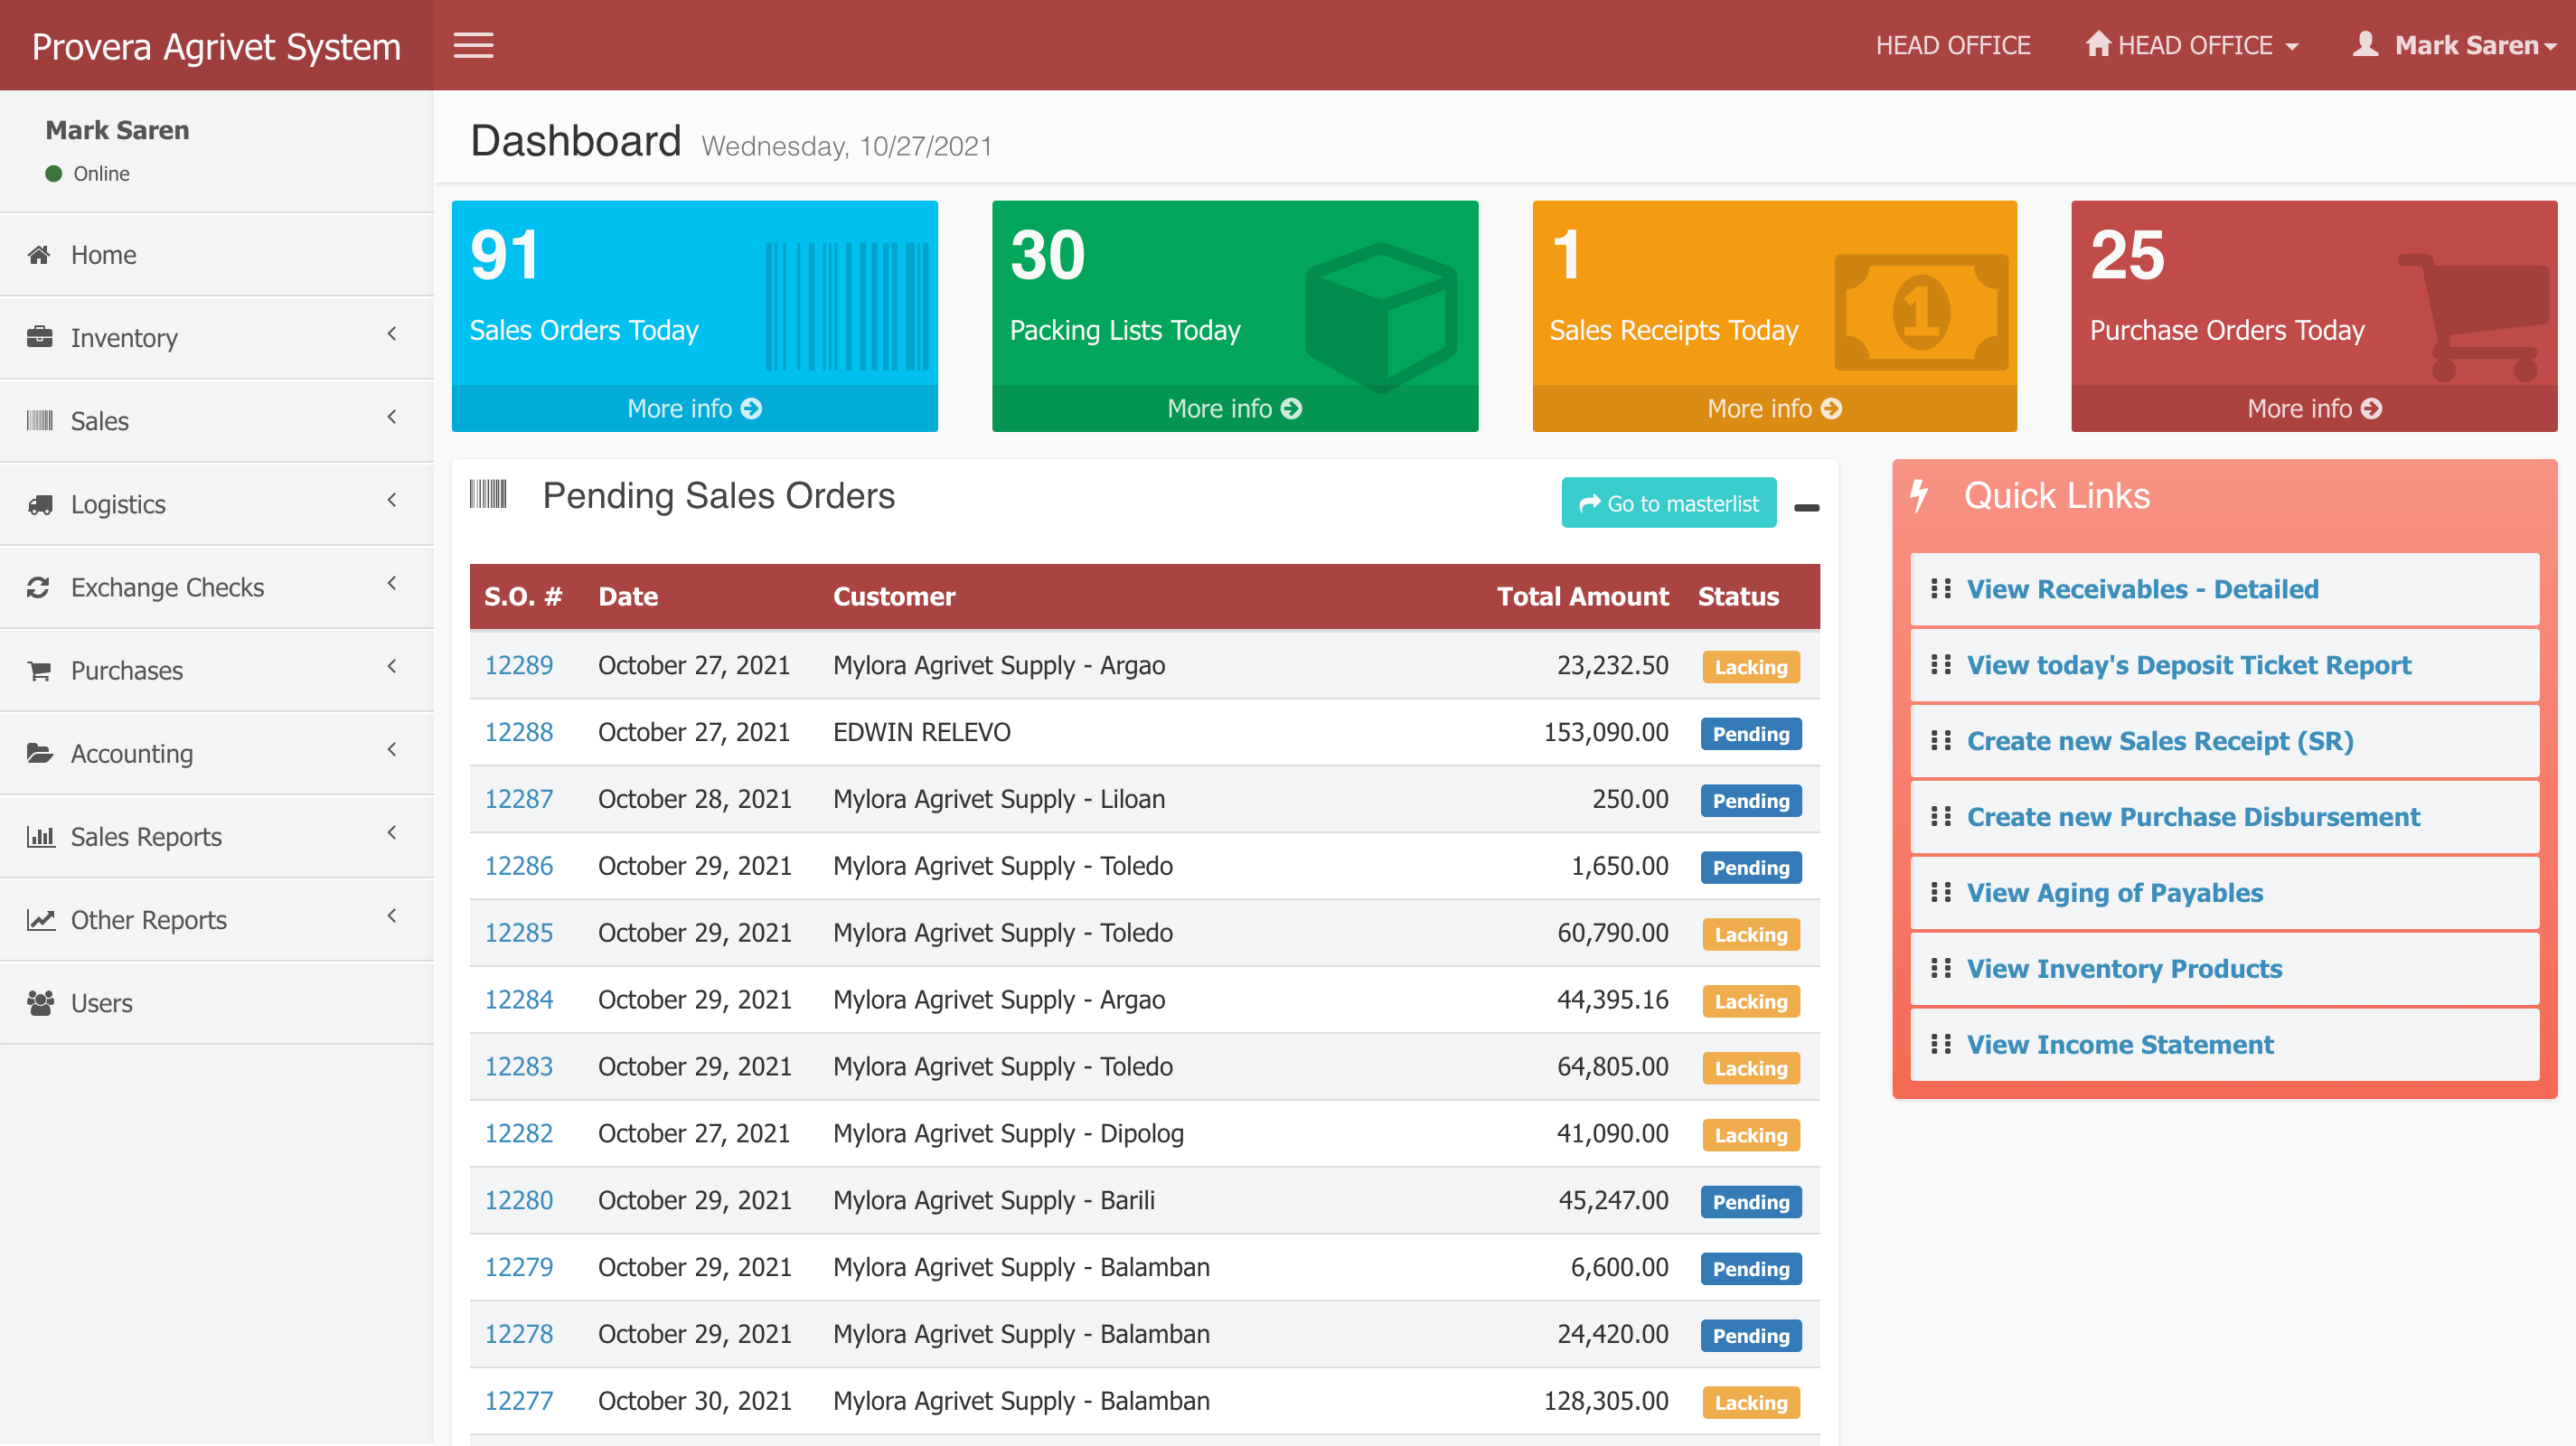 Provera Agrivet System
HEAD OFFICE
HEAD OFFICE
Mark Saren
Mark Saren
Online
Home
Inventory
Sales
Logistics
Exchange Checks
Purchases
Accounting
Sales Reports
Other Reports
Users
Dashboard Wednesday, 10/27/2021
91
Sales Orders Today
More info
30
Packing Lists Today
More info
1
1
Sales Receipts Today
More info
25
Purchase Orders Today
More info
Pending Sales Orders
Go to masterlist
S.O. # Date Customer Total Amount Status
12289 October 27, 2021 Mylora Agrivet Supply - Argao 23,232.50 Lacking
12288 October 27, 2021 EDWIN RELEVO 153,090.00 Pending
12287 October 28, 2021 Mylora Agrivet Supply - Liloan 250.00 Pending
12286 October 29, 2021 Mylora Agrivet Supply - Toledo 1,650.00 Pending
12285 October 29, 2021 Mylora Agrivet Supply - Toledo 60,790.00 Lacking
12284 October 29, 2021 Mylora Agrivet Supply - Argao 44,395.16 Lacking
12283 October 29, 2021 Mylora Agrivet Supply - Toledo 64,805.00 Lacking
12282 October 27, 2021 Mylora Agrivet Supply - Dipolog 41,090.00 Lacking
12280 October 29, 2021 Mylora Agrivet Supply - Barili 45,247.00 Pending
12279 October 29, 2021 Mylora Agrivet Supply - Balamban 6,600.00 Pending
12278 October 29, 2021 Mylora Agrivet Supply - Balamban 24,420.00 Pending
12277 October 30, 2021 Mylora Agrivet Supply - Balamban 128,305.00 Lacking
Quick Links
View Receivables - Detailed
View today's Deposit Ticket Report
Create new Sales Receipt (SR)
Create new Purchase Disbursement
View Aging of Payables
View Inventory Products
View Income Statement